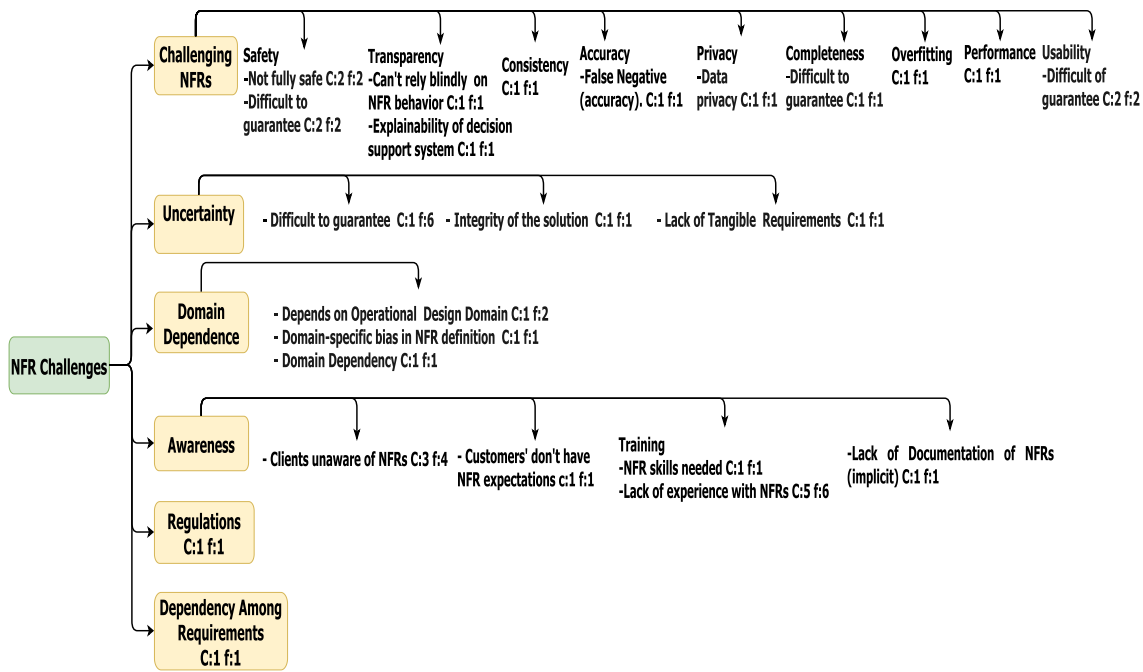 Challenging
NFRs
Safety
-Not fully safe C:2 f:2
-Difficult to
guarantee C:2 f:2
Transparency
-Can't rely blindly on
NFR behavior C:1 f:1
-Explainability of decision
support system C:1 f:1
Consistency
C:1 f:1
Accuracy
-False Negative
(accuracy). C:1 f:1
Privacy
-Data
privacy C:1 f:1
Completeness
-Difficult to
guarantee C:1 f:1
Overfitting
C:1 f:1
Performance
C:1 f:1
Usability
-Difficult of
guarantee C:2 f:2
Uncertainty
- Difficult to guarantee C:1 f:6
- Integrity of the solution C:1 f:1
- Lack of Tangible Requirements C:1 f:1
Domain
Dependence
- Depends on Operational Design Domain C:1 f:2
- Domain-specific bias in NFR definition C:1 f:1
- Domain Dependency C:1 f:1
NFR Challenges
Awareness
- Clients unaware of NFRs C:3 f:4
- Customers' don't have
NFR expectations c:1 f:1
Training
-NFR skills needed C:1 f:1
-Lack of experience with NFRs C:5 f:6
-Lack of Documentation of NFRs
(implicit) C:1 f:1
Regulations
C:1 f:1
Dependency Among
Requirements
C:1 f:1